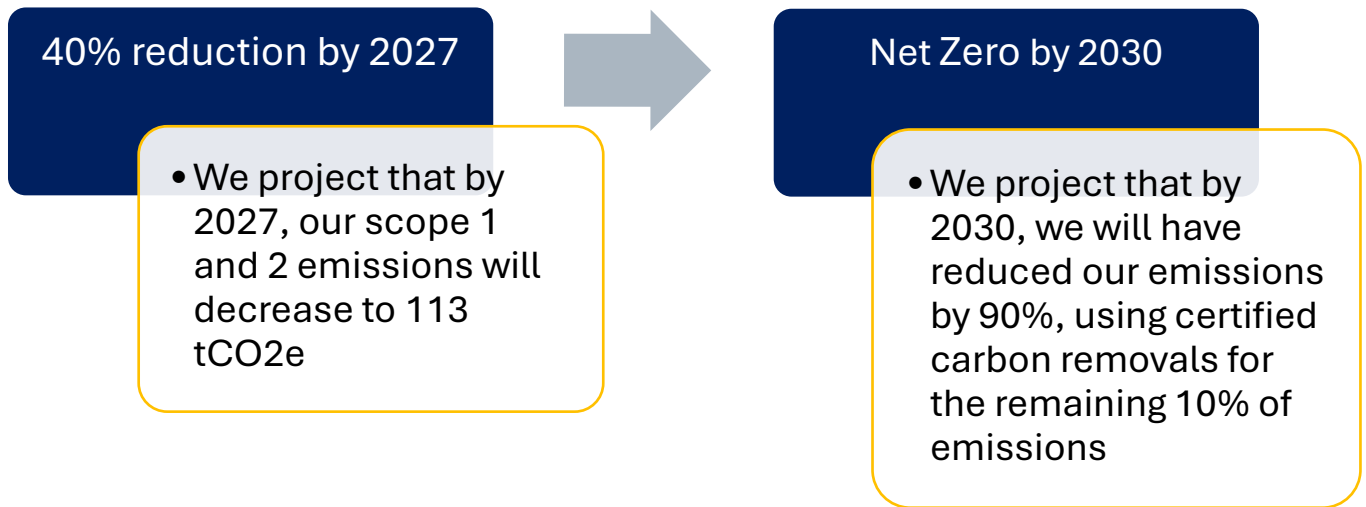 40% reduction by 2027
• We project that by
2027, our scope 1
and 2 emissions will
decrease to 113
tCO2e
Net Zero by 2030
• We project that by
2030, we will have
reduced our emissions
by 90%, using certified
carbon removals for
the remaining 10% of
emissions